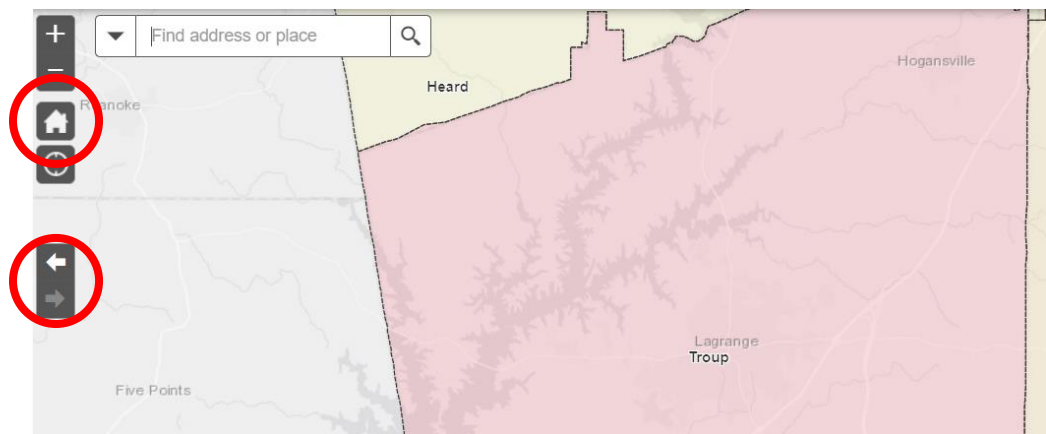 Find address or place
Hogansville
Heard
Roanoke
Lagrange
Troup
Five Points